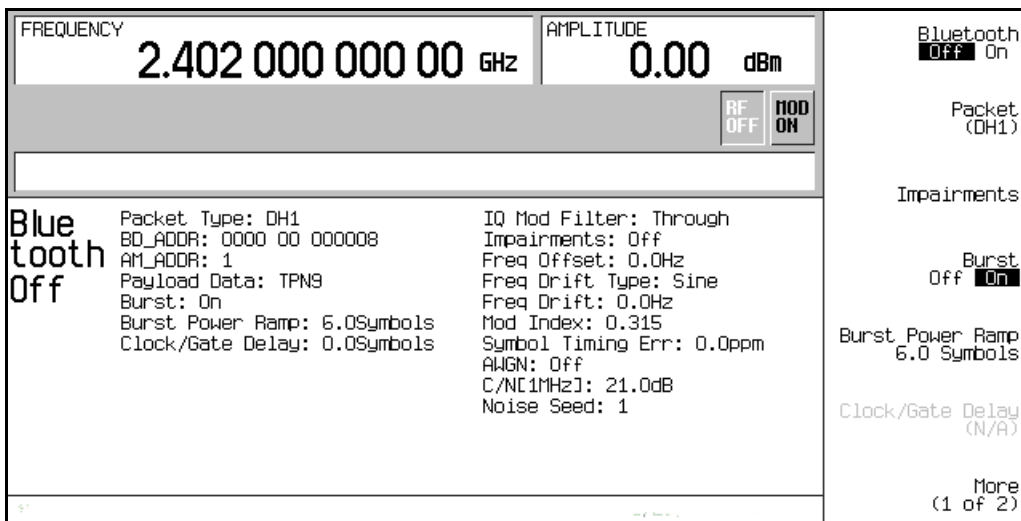 FREQUENCY
2.402 000 000 00 GHz
AMPLITUDE
0.00 dBm
RF OFF
MOD ON
Blue
tooth
Off
Packet Type: DH1
BD_ADDR: 0000 00 000008
AM_ADDR: 1
Payload Data: TPN9
Burst: On
Burst Power Ramp: 6.0Symbols
Clock/Gate Delay: 0.0Symbols
IQ Mod Filter: Through
Impairments: Off
Freq Offset: 0.0Hz
Freq Drift Type: Sine
Freq Drift: 0.0Hz
Mod Index: 0.315
Symbol Timing Err: 0.0ppm
AWGN: Off
C/N[1MHz]: 21.0dB
Noise Seed: 1
Bluetooth
Off On
Packet
(DH1)
Impairments
Burst
Off On
Burst Power Ramp
6.0 Symbols
Clock/Gate Delay
(N/A)
More
(1 of 2)